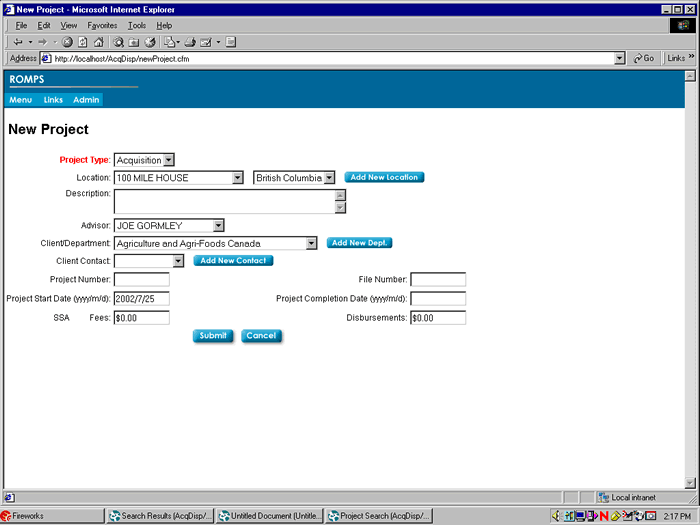 New Project - Microsoft Internet Explorer
File Edit View Favorites Tools Help
Address http://localhost/AcqDisp/newProject.cfm Go Links »
ROMPS
Menu Links Admin
New Project
Project Type: Acquisition
Location: 100 MILE HOUSE British Columbia Add New Location
Description:
Advisor: JOE GORMLEY
Client/Department: Agriculture and Agri-Foods Canada Add New Dept.
Client Contact: Add New Contact
Project Number: File Number:
Project Start Date (yyyy/m/d): 2002/7/25 Project Completion Date (yyyy/m/d):
SSA Fees: $0.00 Disbursements: $0.00
Submit Cancel
Local intranet
Fireworks Search Results (AcqDisp/... Untitled Document (Untitle... Project Search (AcqDisp/... 2:17 PM